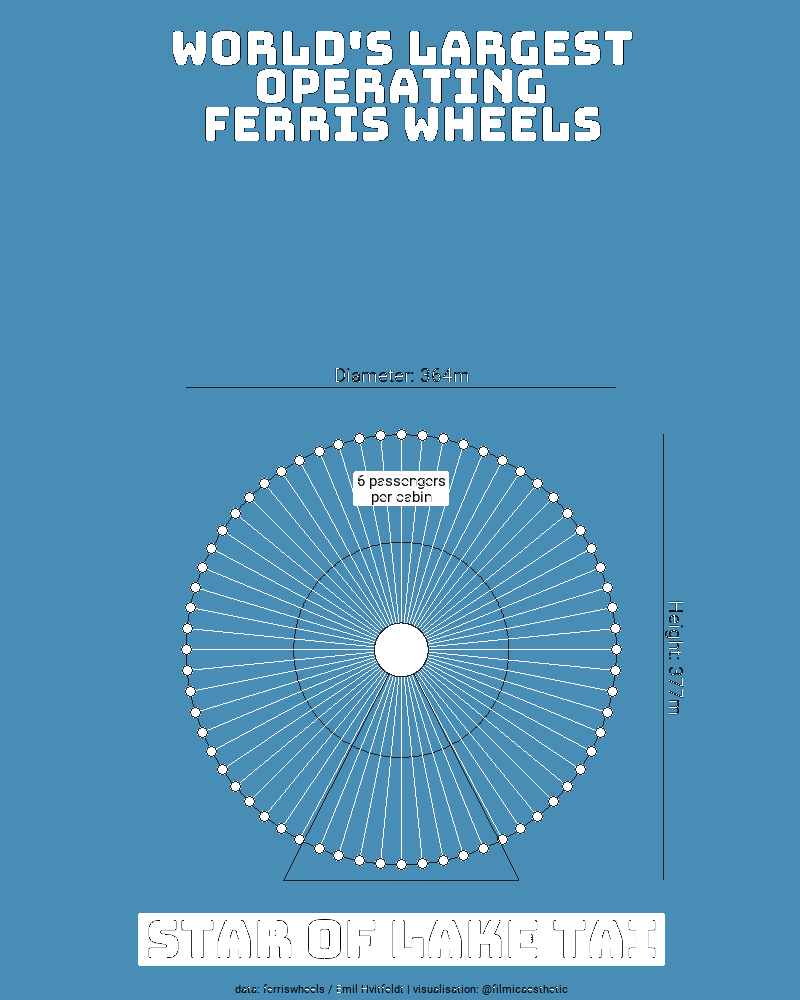 WORLD'S LARGEST
OPERATING
FERRIS WHEELS
Diameter: 364m
6 passengers
per cabin
Height: 377m
STAR OF LAKE TAI
data: ferriswheels / Emil Hvitfeldt | visualisation: @filmicaesthetic